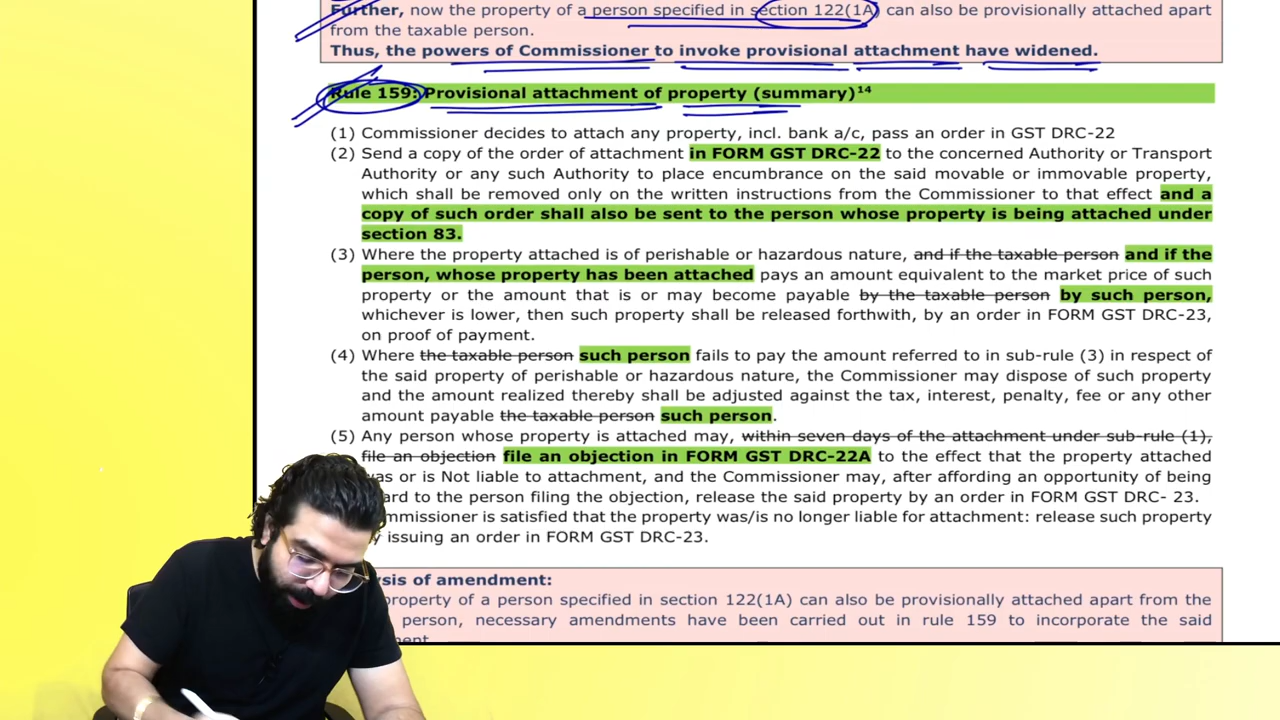 Further, now the property of a person specified in section 122(1A) can also be provisionally attached apart
from the taxable person.
Thus, the powers of Commissioner to invoke provisional attachment have widened.
Rule 159: Provisional attachment of property (summary)¹⁴
(1) Commissioner decides to attach any property, incl. bank a/c, pass an order in GST DRC-22
(2) Send a copy of the order of attachment in FORM GST DRC-22 to the concerned Authority or Transport
Authority or any such Authority to place encumbrance on the said movable or immovable property,
which shall be removed only on the written instructions from the Commissioner to that effect and a
copy of such order shall also be sent to the person whose property is being attached under
section 83.
(3) Where the property attached is of perishable or hazardous nature, and if the taxable person and if the
person, whose property has been attached pays an amount equivalent to the market price of such
property or the amount that is or may become payable by the taxable person by such person,
whichever is lower, then such property shall be released forthwith, by an order in FORM GST DRC-23,
on proof of payment.
(4) Where the taxable person such person fails to pay the amount referred to in sub-rule (3) in respect of
the said property of perishable or hazardous nature, the Commissioner may dispose of such property
and the amount realized thereby shall be adjusted against the tax, interest, penalty, fee or any other
amount payable the taxable person such person.
(5) Any person whose property is attached may, within seven days of the attachment under sub-rule (1),
file an objection file an objection in FORM GST DRC-22A to the effect that the property attached
or is Not liable to attachment, and the Commissioner may, after affording an opportunity of being
to the person filing the objection, release the said property by an order in FORM GST DRC- 23.
is satisfied that the property was/is no longer liable for attachment: release such property
issuing an order in FORM GST DRC-23.
of amendment:
property of a person specified in section 122(1A) can also be provisionally attached apart from the
person, necessary amendments have been carried out in rule 159 to incorporate the said